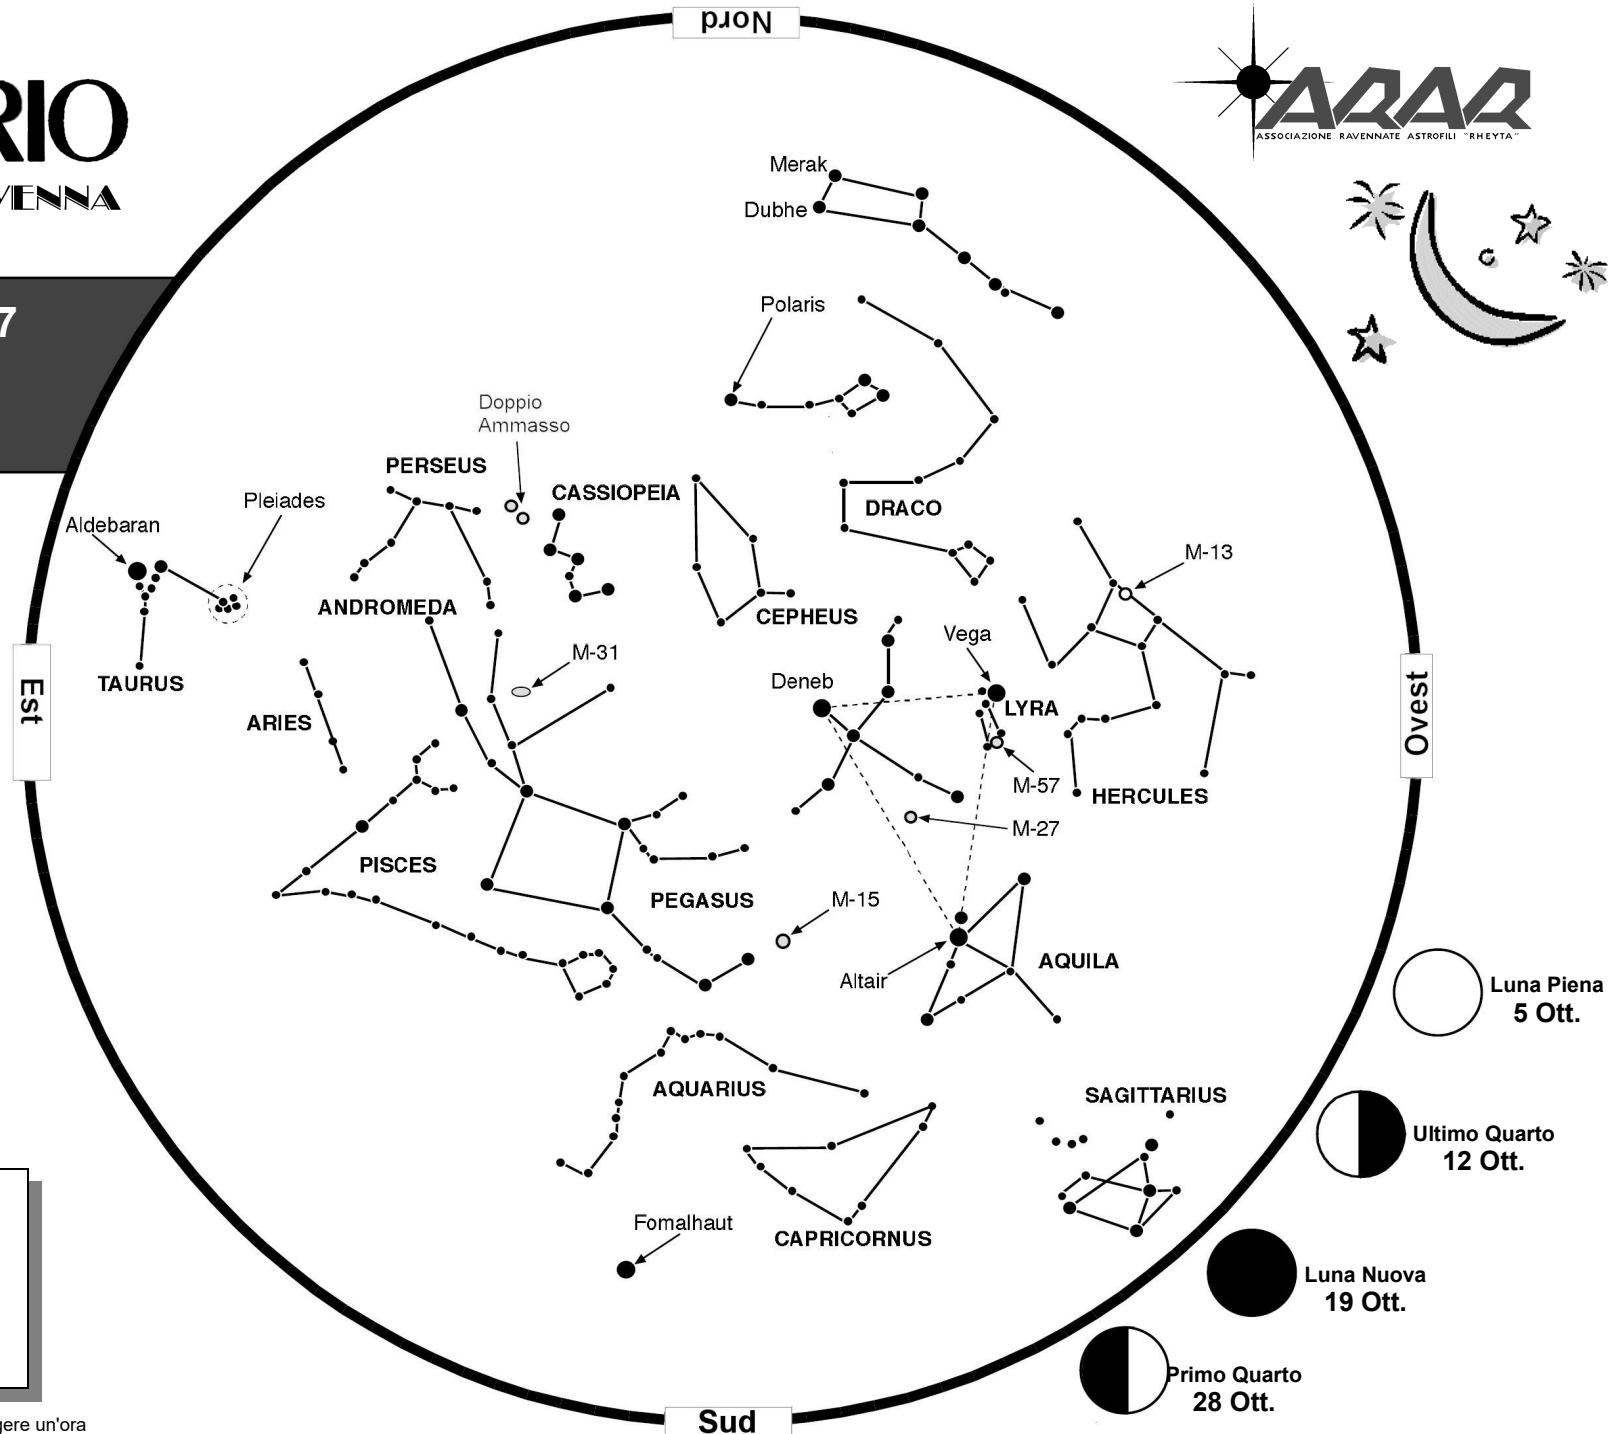 Nord
RIO
VENNA
ARAR
ASSOCIAZIONE RAVENNATE ASTROFILI "RHEYTA"
7
Merak
Dubhe
Polaris
Doppio
Ammasso
PERSEUS
CASSIOPEIA
Pleiades
Aldebaran
DRACO
M-13
ANDROMEDA
CEPHEUS
Vega
M-31
TAURUS
Deneb
LYRA
ARIES
Est
Ovest
M-57
HERCULES
M-27
PISCES
PEGASUS
M-15
AQUILA
Altair
Luna Piena
5 Ott.
AQUARIUS
SAGITTARIUS
Ultimo Quarto
12 Ott.
Fomalhaut
CAPRICORNUS
Luna Nuova
19 Ott.
Primo Quarto
28 Ott.
Sud
gere un'ora